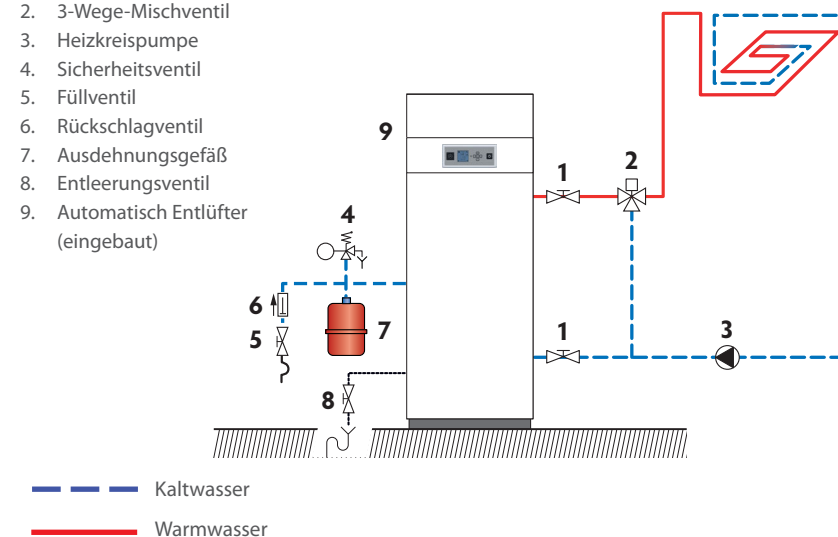 2. 3-Wege-Mischventil
3. Heizkreispumpe
4. Sicherheitsventil
5. Füllventil
6. Rückschlagventil
7. Ausdehnungsgefäß
8. Entleerungsventil
9. Automatisch Entlüfter
(eingebaut)
9
1
2
4
6
5
7
1
3
8
Kaltwasser
Warmwasser